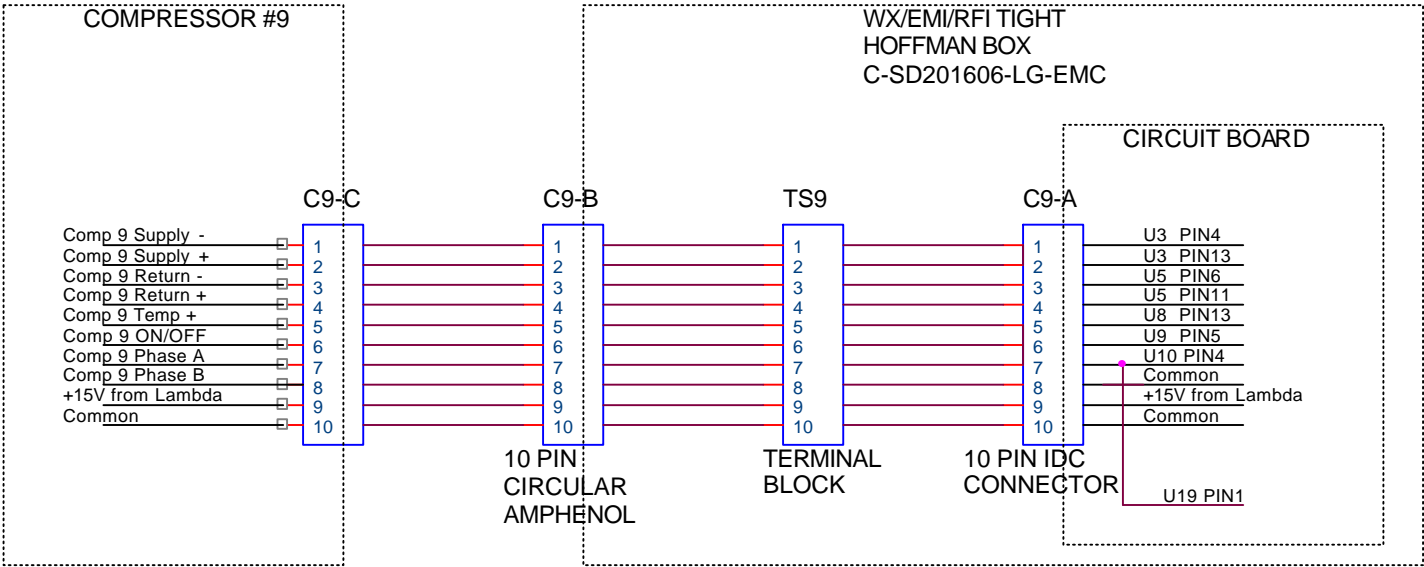 COMPRESSOR #9
WX/EMI/RFI TIGHT
HOFFMAN BOX
C-SD201606-LG-EMC
CIRCUIT BOARD
C9-C
C9-B
TS9
C9-A
Comp 9 Supply -
1 1 1 1
U3 PIN4
Comp 9 Supply +
2 2 2 2
U3 PIN13
Comp 9 Return -
3 3 3 3
U5 PIN6
Comp 9 Return +
4 4 4 4
U5 PIN11
Comp 9 Temp +
5 5 5 5
U8 PIN13
Comp 9 ON/OFF
6 6 6 6
U9 PIN5
Comp 9 Phase A
7 7 7 7
U10 PIN4
Comp 9 Phase B
8 8 8 8
Common
+15V from Lambda
9 9 9 9
+15V from Lambda
Common
10 10 10 10
Common
10 PIN
CIRCULAR
AMPHENOL
TERMINAL
BLOCK
10 PIN IDC
CONNECTOR
U19 PIN1